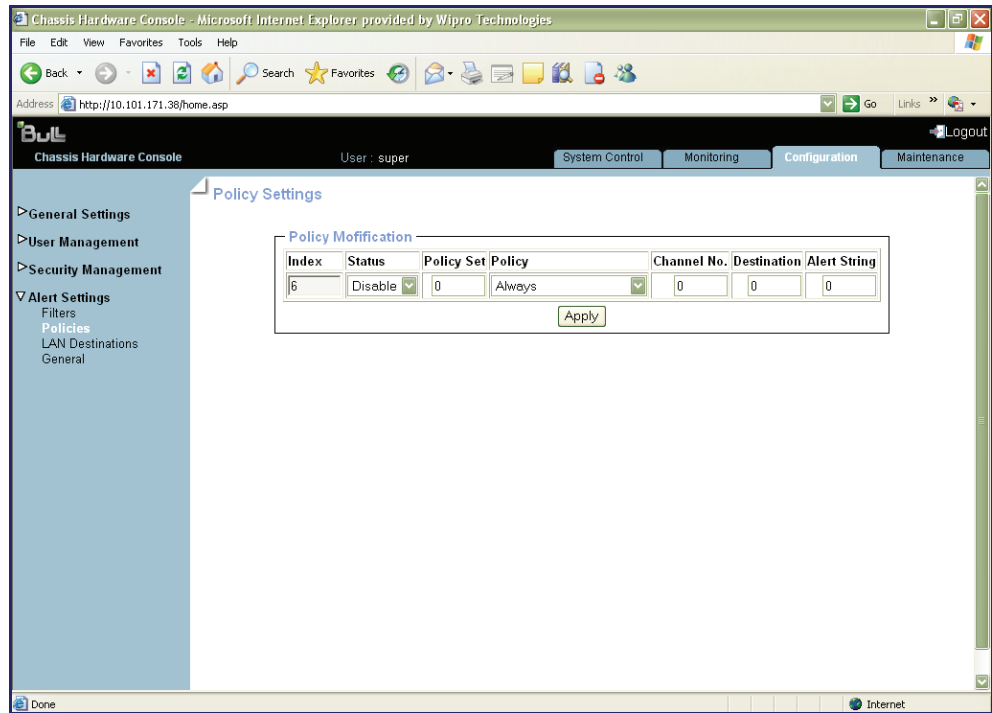 Chassis Hardware Console - Microsoft Internet Explorer provided by Wipro Technologies
File Edit View Favorites Tools Help
Back Search Favorites
Address http://10.101.171.38/home.asp Go Links »
Bull Logout
Chassis Hardware Console User : super System Control Monitoring Configuration Maintenance
Policy Settings
General Settings
User Management
Security Management
Alert Settings
Filters
Policies
LAN Destinations
General
Policy Mofification
Index Status Policy Set Policy Channel No. Destination Alert String
6 Disable 0 Always 0 0 0
Apply
Done Internet